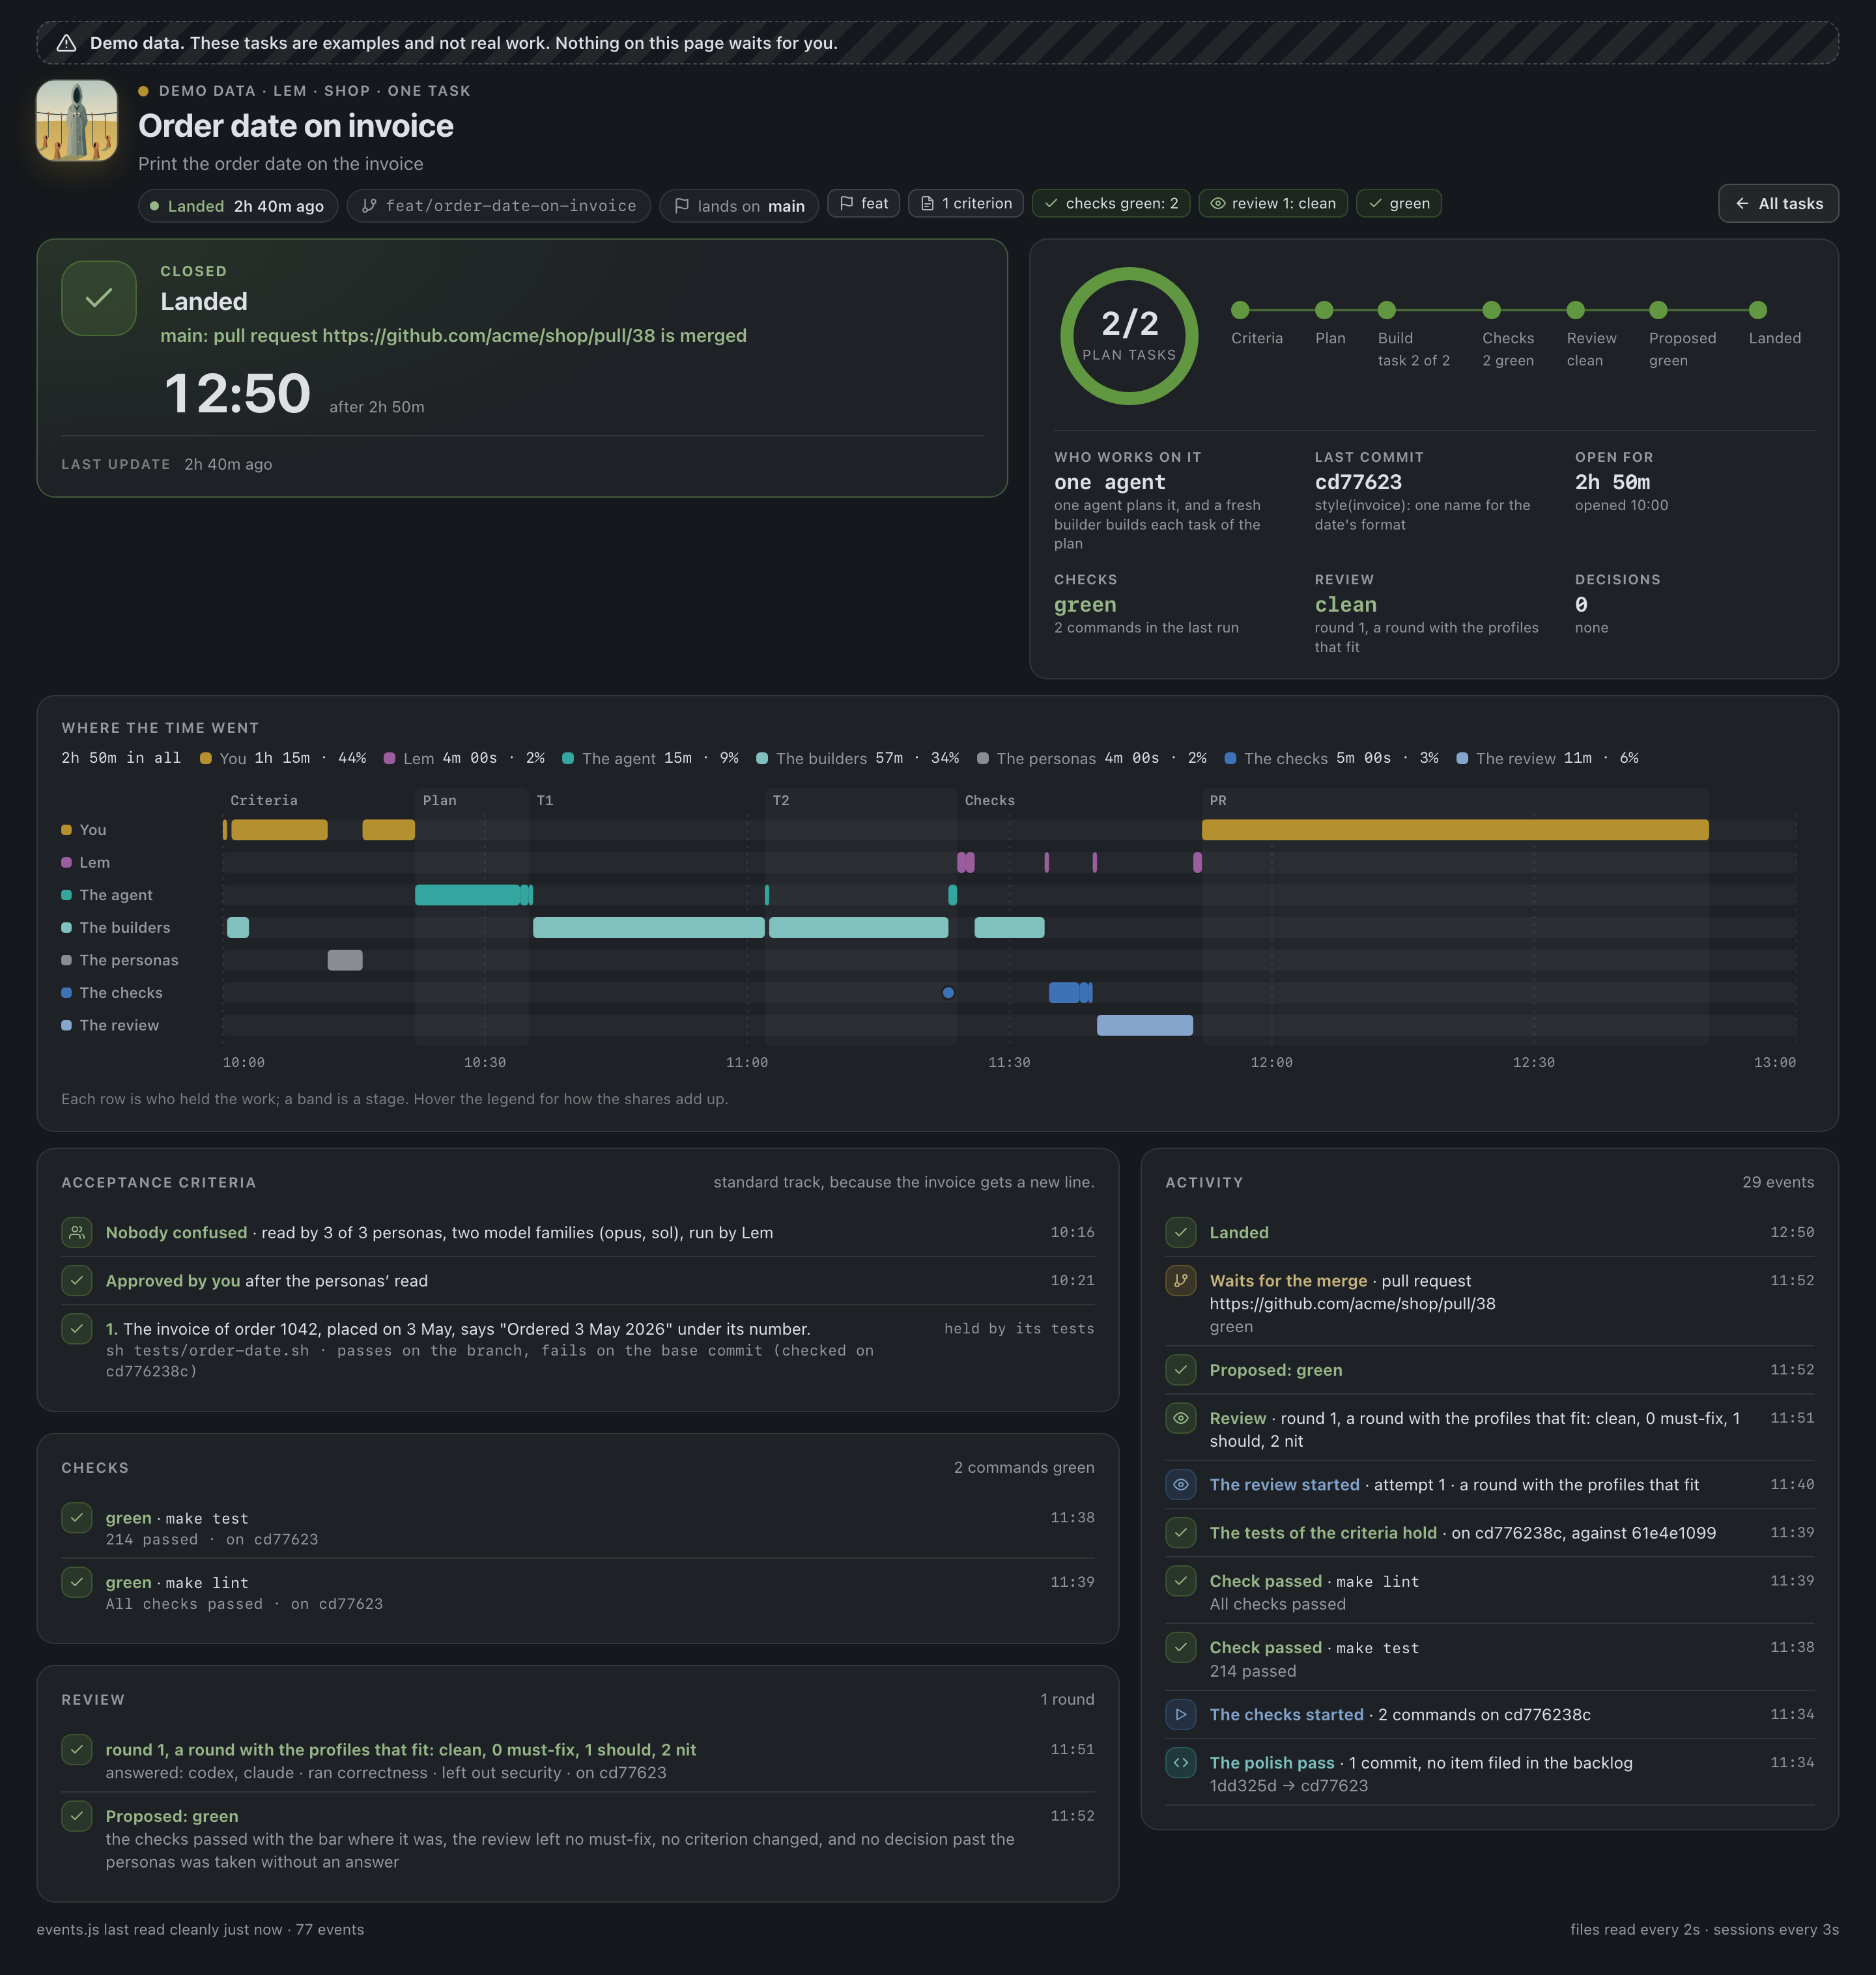 Demo data. These tasks are examples and not real work. Nothing on this page waits for you.
DEMO DATA · LEM · SHOP · ONE TASK
Order date on invoice
Print the order date on the invoice
Landed 2h 40m ago
feat/order-date-on-invoice
lands on main
feat
1 criterion
checks green: 2
review 1: clean
green
All tasks
CLOSED
Landed
main: pull request https://github.com/acme/shop/pull/38 is merged
12:50 after 2h 50m
LAST UPDATE 2h 40m ago
2/2
PLAN TASKS
Criteria
Plan
Build
task 2 of 2
Checks
2 green
Review
clean
Proposed
green
Landed
WHO WORKS ON IT
one agent
one agent plans it, and a fresh
builder builds each task of the
plan
LAST COMMIT
cd77623
style(invoice): one name for the
date's format
OPEN FOR
2h 50m
opened 10:00
CHECKS
green
2 commands in the last run
REVIEW
clean
round 1, a round with the profiles
that fit
DECISIONS
0
none
WHERE THE TIME WENT
2h 50m in all You 1h 15m · 44% Lem 4m 00s · 2% The agent 15m · 9% The builders 57m · 34% The personas 4m 00s · 2% The checks 5m 00s · 3% The review 11m · 6%
Criteria Plan T1 T2 Checks PR
You
Lem
The agent
The builders
The personas
The checks
The review
10:00 10:30 11:00 11:30 12:00 12:30 13:00
Each row is who held the work; a band is a stage. Hover the legend for how the shares add up.
ACCEPTANCE CRITERIA standard track, because the invoice gets a new line.
Nobody confused · read by 3 of 3 personas, two model families (opus, sol), run by Lem 10:16
Approved by you after the personas’ read 10:21
1. The invoice of order 1042, placed on 3 May, says "Ordered 3 May 2026" under its number. held by its tests
sh tests/order-date.sh · passes on the branch, fails on the base commit (checked on
cd776238c)
CHECKS 2 commands green
green · make test 11:38
214 passed · on cd77623
green · make lint 11:39
All checks passed · on cd77623
REVIEW 1 round
round 1, a round with the profiles that fit: clean, 0 must-fix, 1 should, 2 nit 11:51
answered: codex, claude · ran correctness · left out security · on cd77623
Proposed: green 11:52
the checks passed with the bar where it was, the review left no must-fix, no criterion changed, and no decision past the
personas was taken without an answer
ACTIVITY 29 events
Landed 12:50
Waits for the merge · pull request 11:52
https://github.com/acme/shop/pull/38
green
Proposed: green 11:52
Review · round 1, a round with the profiles that fit: clean, 0 must-fix, 1 11:51
should, 2 nit
The review started · attempt 1 · a round with the profiles that fit 11:40
The tests of the criteria hold · on cd776238c, against 61e4e1099 11:39
Check passed · make lint 11:39
All checks passed
Check passed · make test 11:38
214 passed
The checks started · 2 commands on cd776238c 11:34
The polish pass · 1 commit, no item filed in the backlog 11:34
1dd325d → cd77623
events.js last read cleanly just now · 77 events
files read every 2s · sessions every 3s